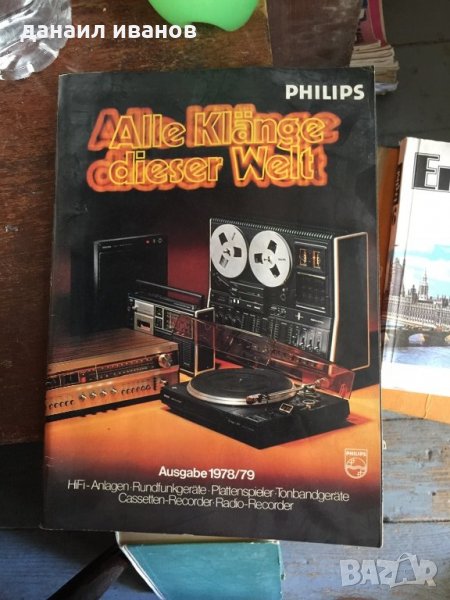 данаил иванов
PHILIPS
Alle Klänge
dieser Welt
Ausgabe 1978/79
HiFi-Anlagen·Rundfunkgeräte·Plattenspieler·Tonbandgeräte
Cassetten-Recorder·Radio-Recorder
PHILIPS
BAZAR